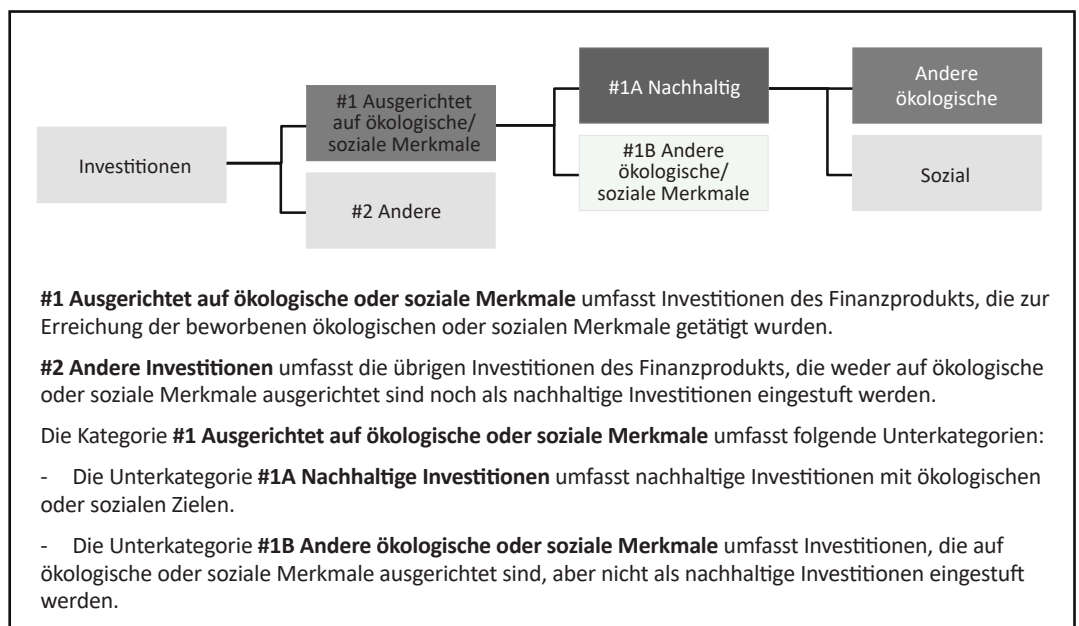 Investitionen
#1 Ausgerichtet
auf ökologische/
soziale Merkmale
#2 Andere
#1A Nachhaltig
#1B Andere
ökologische/
soziale Merkmale
Andere
ökologische
Sozial
#1 Ausgerichtet auf ökologische oder soziale Merkmale umfasst Investitionen des Finanzprodukts, die zur
Erreichung der beworbenen ökologischen oder sozialen Merkmale getätigt wurden.
#2 Andere Investitionen umfasst die übrigen Investitionen des Finanzprodukts, die weder auf ökologische
oder soziale Merkmale ausgerichtet sind noch als nachhaltige Investitionen eingestuft werden.
Die Kategorie #1 Ausgerichtet auf ökologische oder soziale Merkmale umfasst folgende Unterkategorien:
- Die Unterkategorie #1A Nachhaltige Investitionen umfasst nachhaltige Investitionen mit ökologischen
oder sozialen Zielen.
- Die Unterkategorie #1B Andere ökologische oder soziale Merkmale umfasst Investitionen, die auf
ökologische oder soziale Merkmale ausgerichtet sind, aber nicht als nachhaltige Investitionen eingestuft
werden.